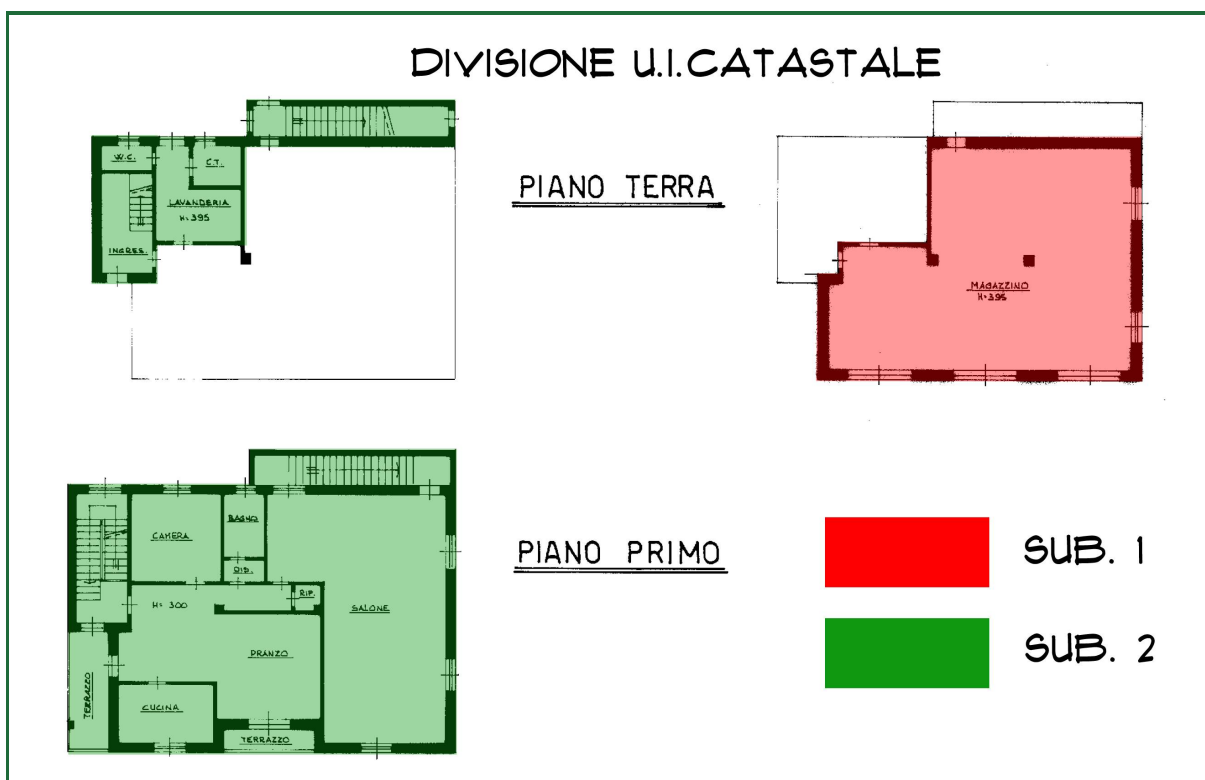 DIVISIONE U.I.CATASTALE
W.C.
C.T.
LAVANDERIA
H=395
INGRES.
PIANO TERRA
MAGAZZINO
H=395
CAMERA
BAGNO
DID.
RIP.
H= 300
SALONE
PRANZO
TERRAZZO
CUCINA
TERRAZZO
PIANO PRIMO
SUB. 1
SUB. 2